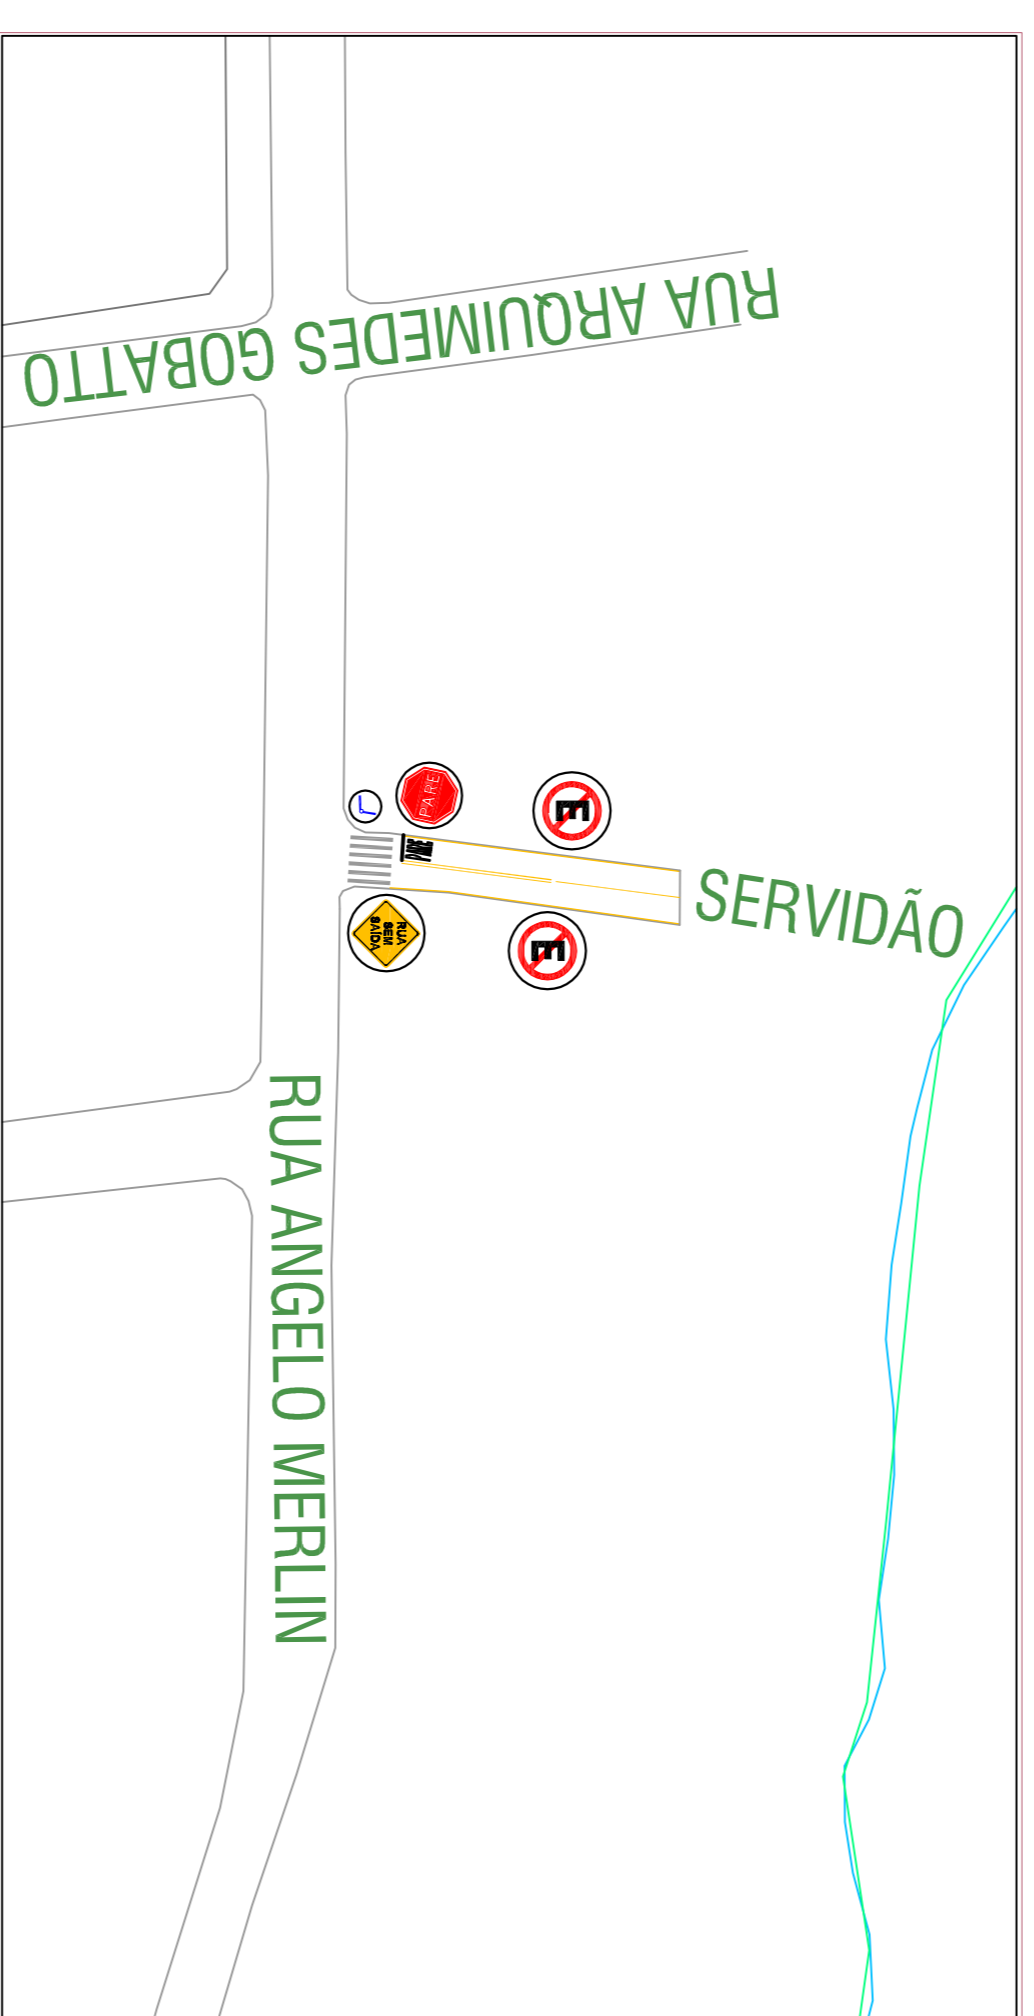 RUA ARQUIMEDES GOBATTO
PARE
E
PARE
SERVIDÃO
RUA
SEM
SAÍDA
E
RUA ANGELO MERLIN